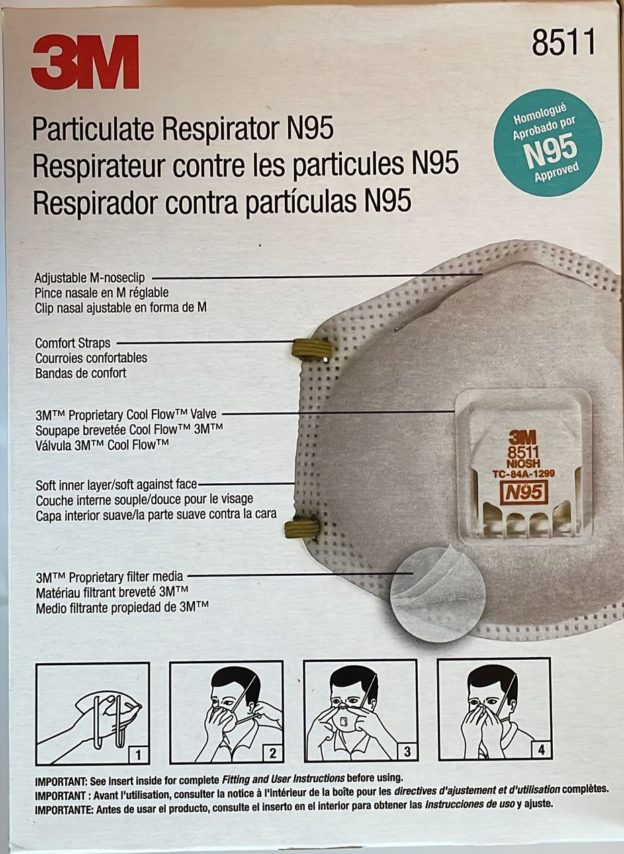 3M
8511
Particulate Respirator N95
Respirateur contre les particules N95
Respirador contra partículas N95
Homologué
Aprobado por
N95
Approved
Adjustable M-noseclip
Pince nasale en M réglable
Clip nasal ajustable en forma de M
Comfort Straps
Courroies confortables
Bandas de confort
3M™ Proprietary Cool Flow™ Valve
Soupape brevetée Cool Flow™ 3M™
Válvula 3M™ Cool Flow™
3M
8511
NIOSH
TC-84A-1299
N95
Soft inner layer/soft against face
Couche interne souple/douce pour le visage
Capa interior suave/la parte suave contra la cara
3M™ Proprietary filter media
Matériau filtrant breveté 3M™
Medio filtrante propiedad de 3M™
1
2
3
4
IMPORTANT: See insert inside for complete Fitting and User Instructions before using.
IMPORTANT : Avant l'utilisation, consulter la notice à l'intérieur de la boîte pour les directives d'ajustement et d'utilisation complètes.
IMPORTANTE: Antes de usar el producto, consulte el inserto en el interior para obtener las Instrucciones de uso y ajuste.